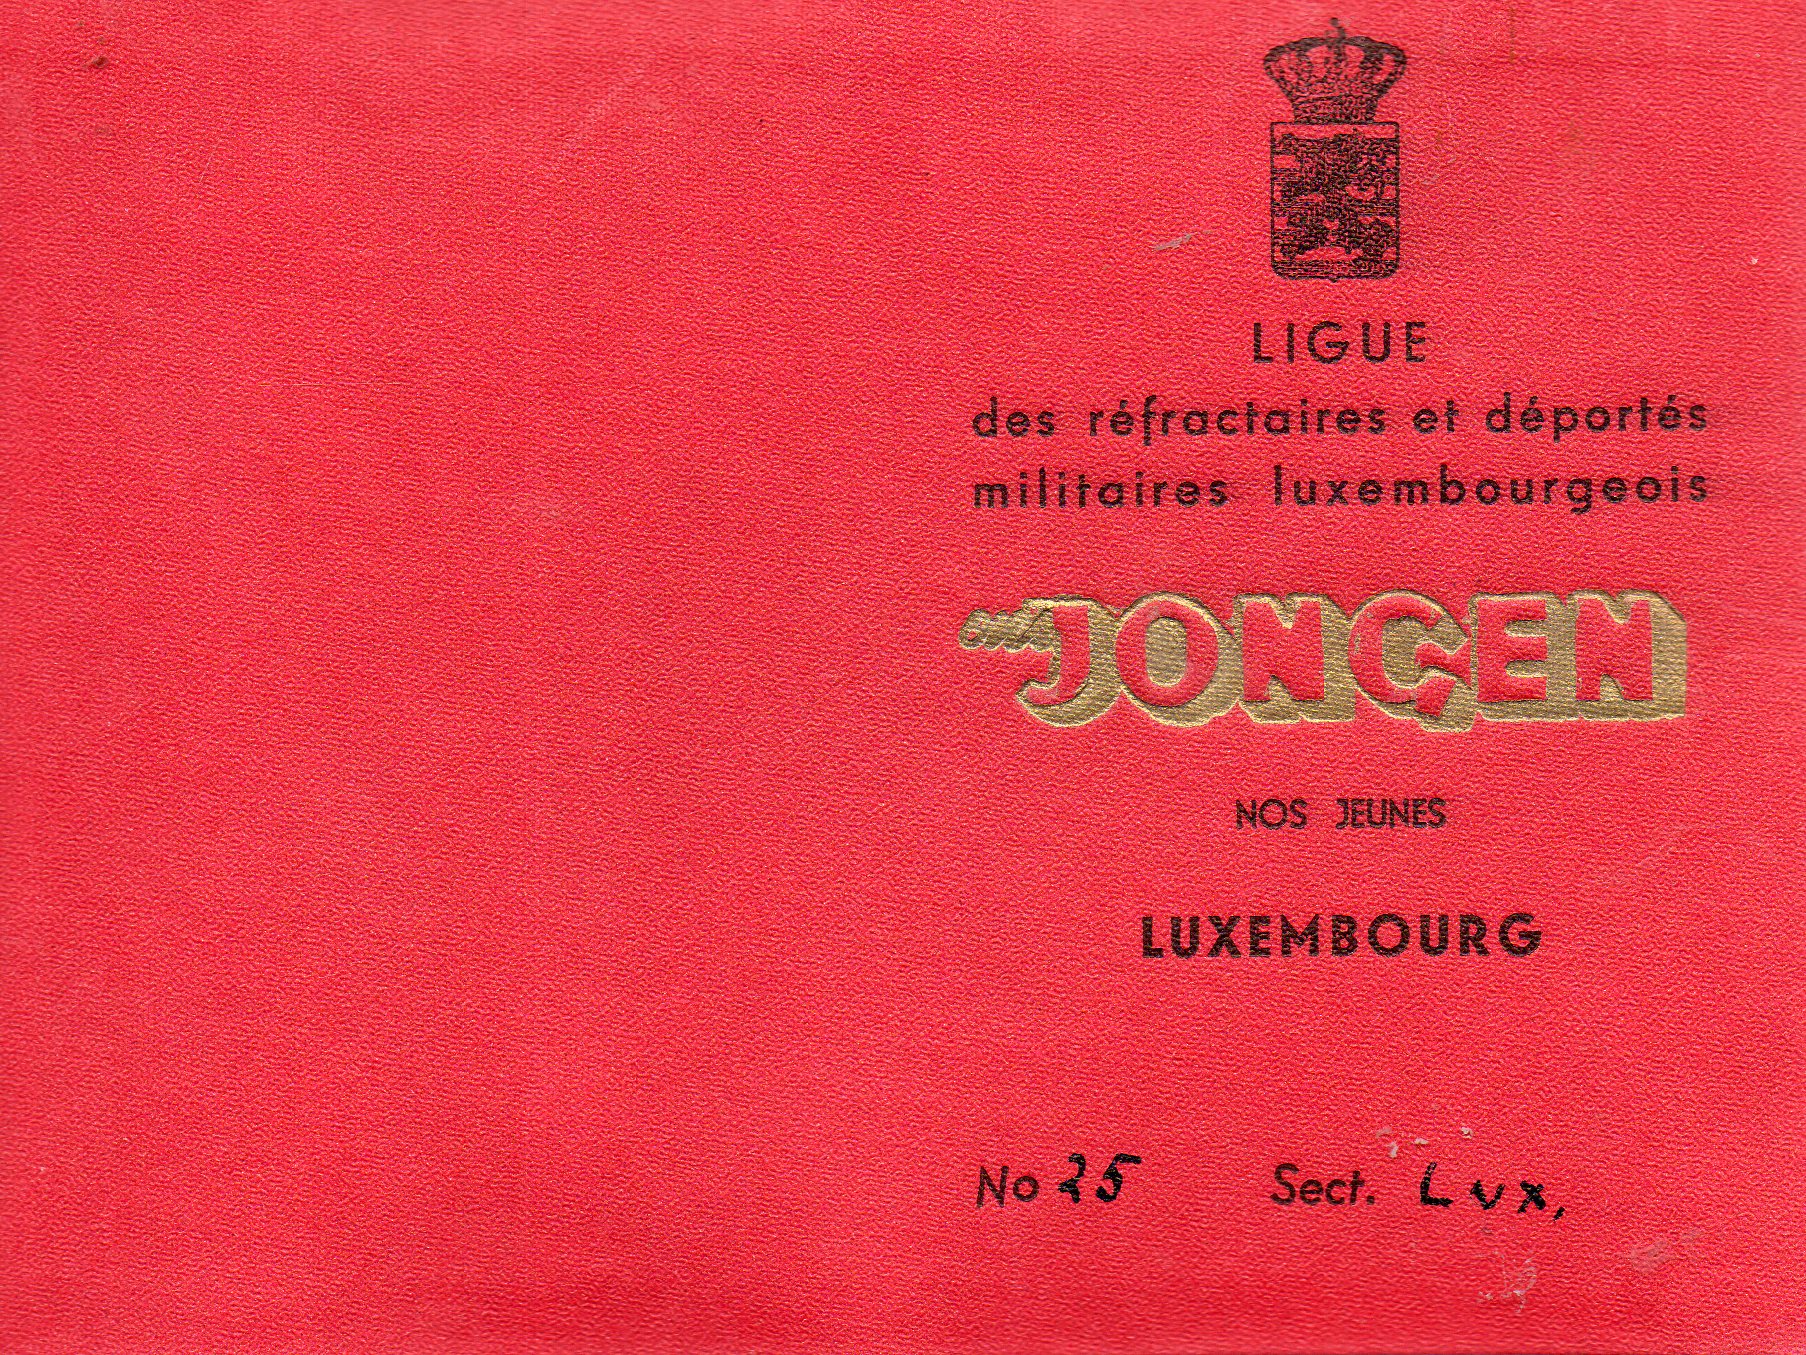 LIGUE
des réfractaires et déportés
militaires luxembourgeois
ons JONGEN
NOS JEUNES
LUXEMBOURG
No 25 Sect. Lux,